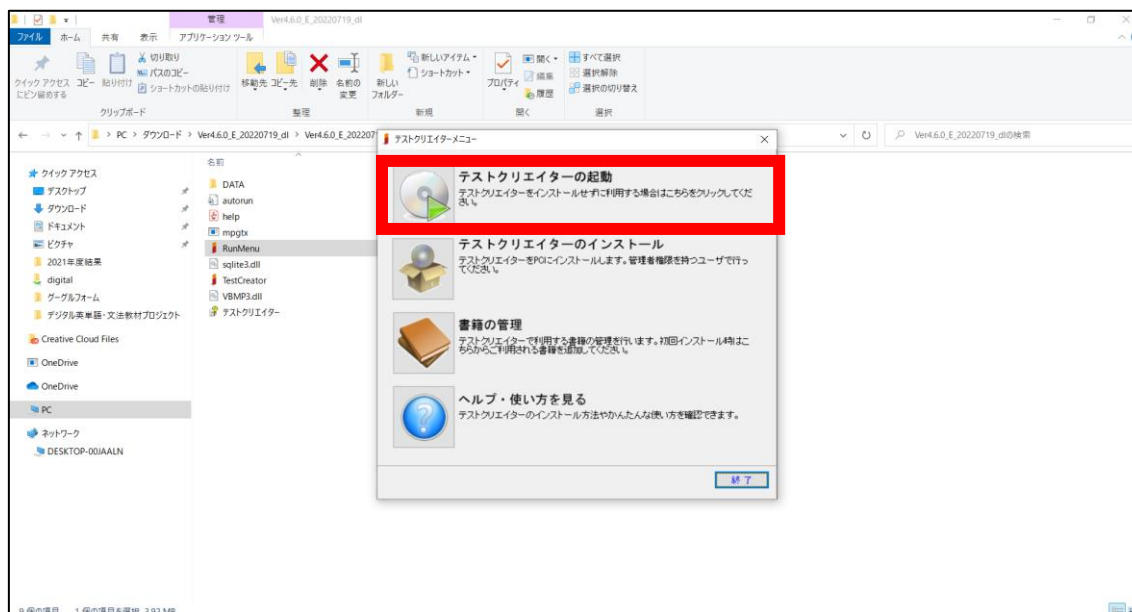 管理
Ver4.6.0_E_20220719_dl
ファイル ホーム 共有 表示 アプリケーション ツール
クイック アクセス
にピン留めする
コピー
貼り付け
切り取り
パスのコピー
ショートカットの貼り付け
移動先
コピー先
削除
名前の
変更
新しい
フォルダー
新しいアイテム
ショートカット
プロパティ
開く
編集
履歴
すべて選択
選択解除
選択の切り替え
クリップボード
整理
新規
開く
選択
PC > ダウンロード > Ver4.6.0_E_20220719_dl > Ver4.6.0_E_202207
Ver4.6.0_E_20220719_dlの検索
クイック アクセス
デスクトップ
ダウンロード
ドキュメント
ピクチャ
2021年度結果
digital
グーグルフォーム
デジタル英単語・文法教材プロジェクト
Creative Cloud Files
OneDrive
OneDrive
PC
ネットワーク
DESKTOP-00JAALN
名前
DATA
autorun
help
mpgtx
RunMenu
sqlite3.dll
TestCreator
VBMP3.dll
テストクリエイター
テストクリエイターメニュー
テストクリエイターの起動
テストクリエイターをインストールせずに利用する場合はこちらをクリックしてくだ
さい。
テストクリエイターのインストール
テストクリエイターをPCにインストールします。管理者権限を持つユーザで行っ
てください。
書籍の管理
テストクリエイターで利用する書籍の管理を行います。初回インストール時はこ
ちらからご利用される書籍を追加してください。
ヘルプ・使い方を見る
テストクリエイターのインストール方法やかんたんな使い方を確認できます。
終了
9 個の項目 1 個の項目を選択 3.92 MB